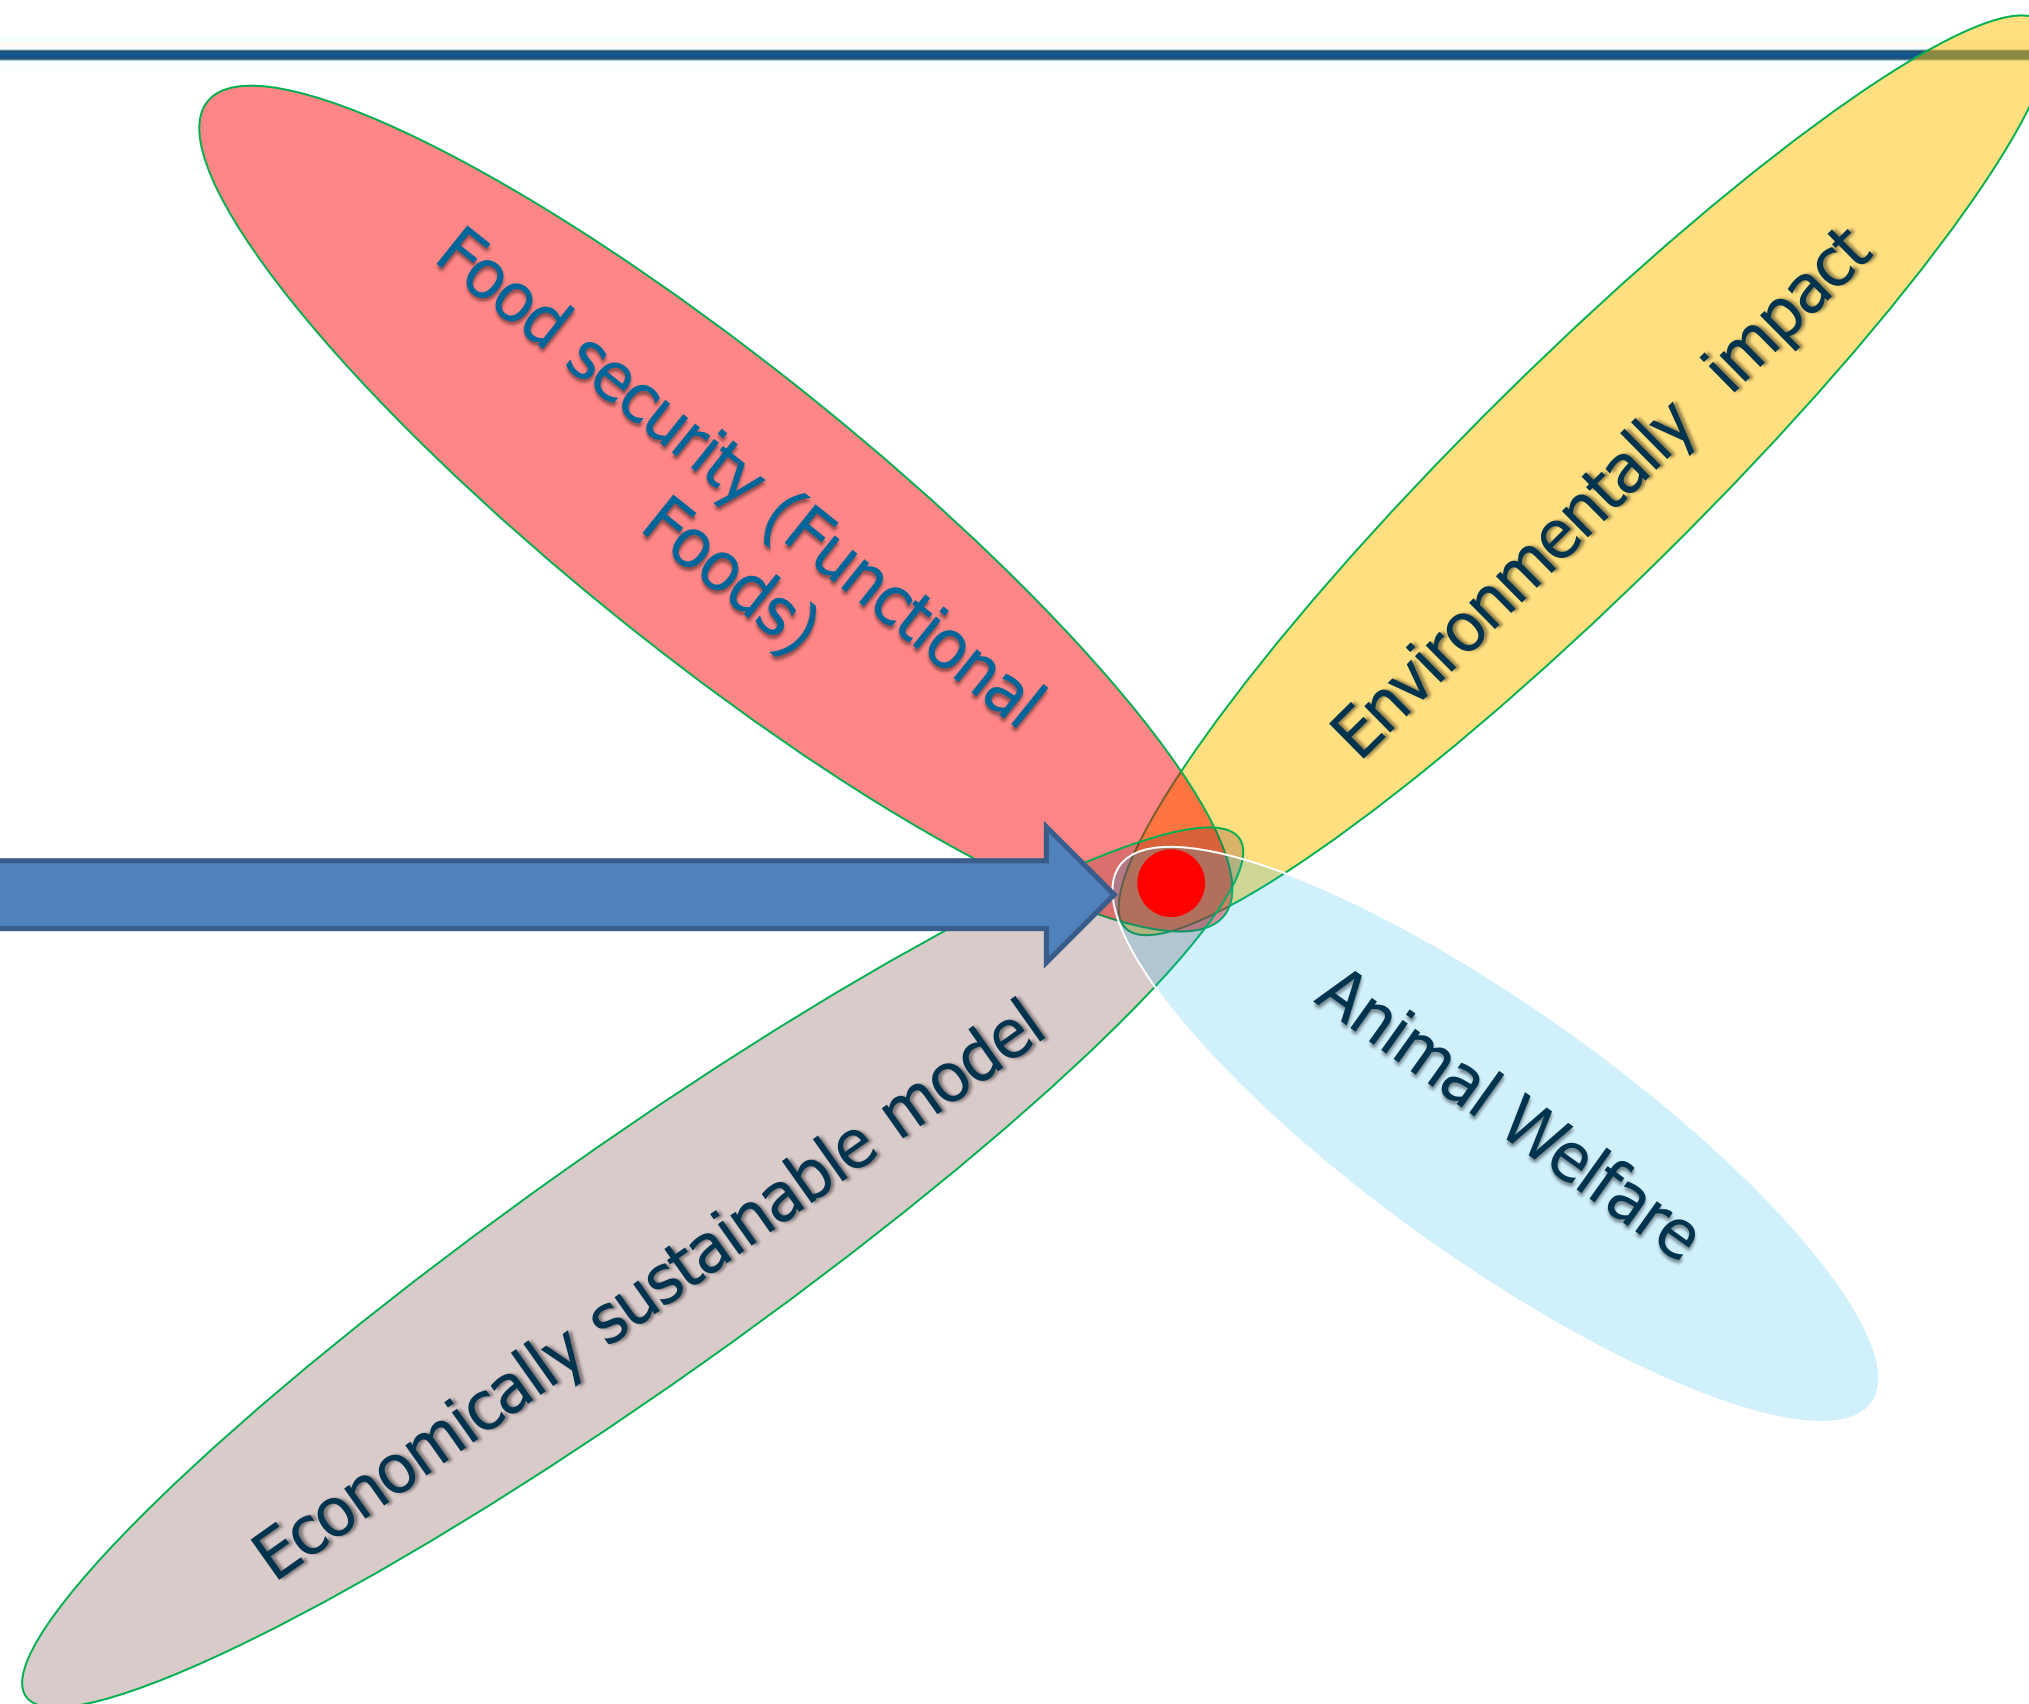 Food security (Functional
Foods)
Environmentally  impact
Animal Welfare
Economically sustainable model